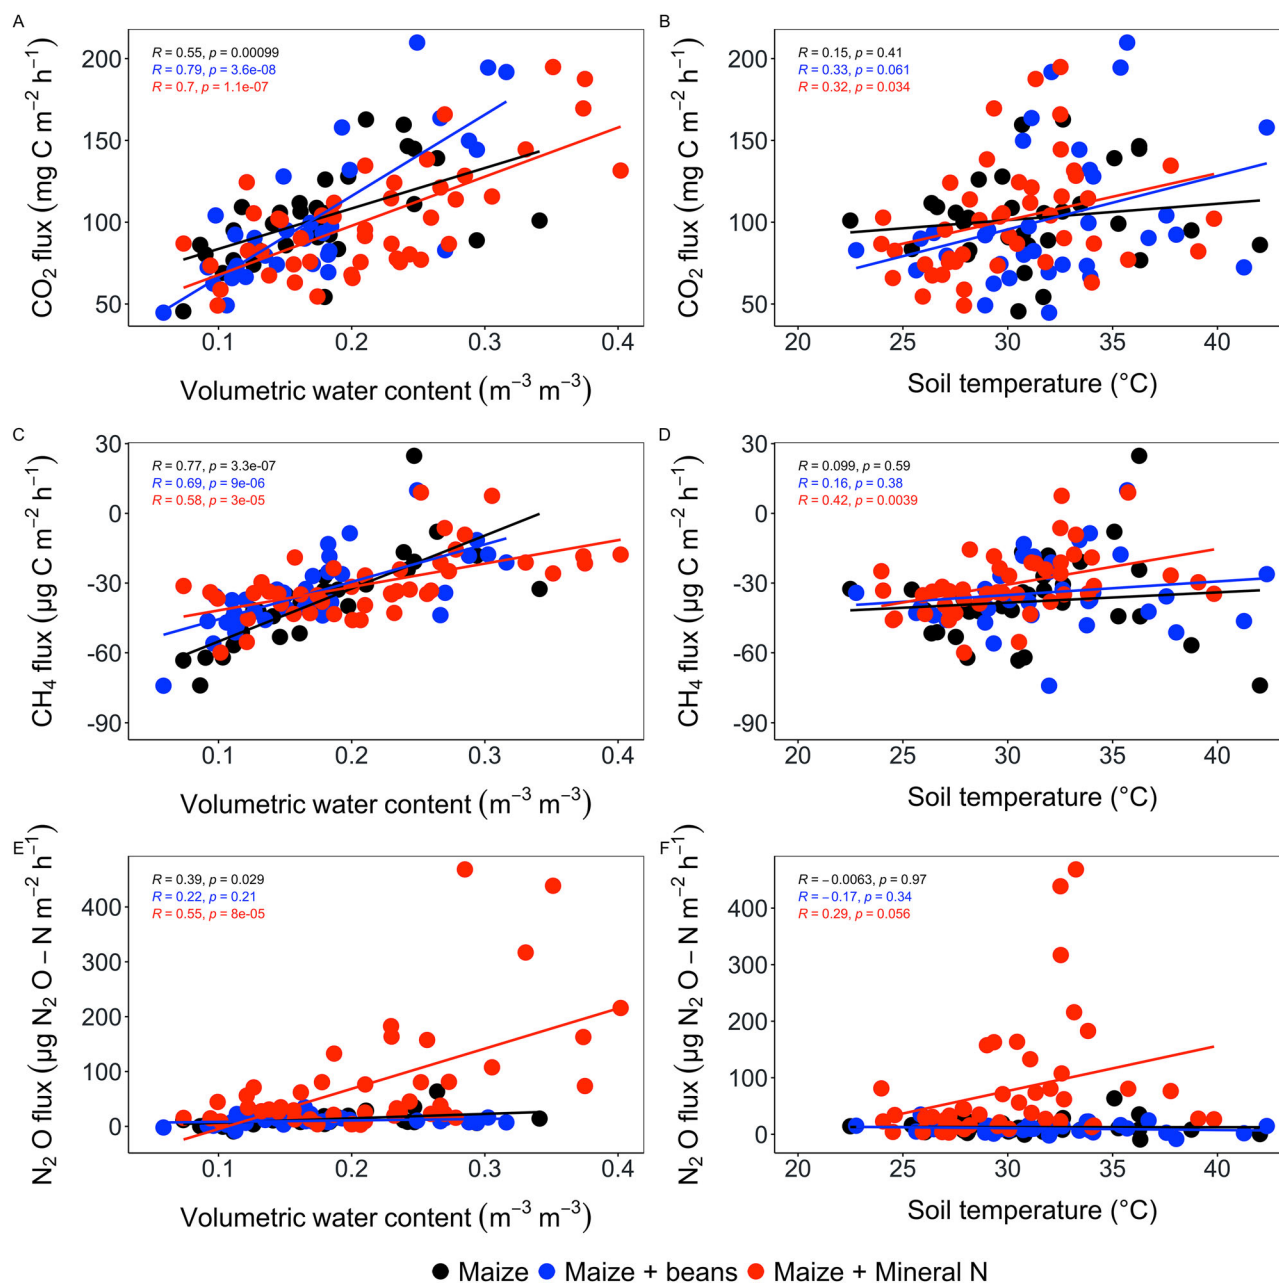 A
CO₂ flux (mg C m⁻² h⁻¹)
200
150
100
50
R = 0.55, p = 0.00099
R = 0.79, p = 3.6e-08
R = 0.7, p = 1.1e-07
0.1 0.2 0.3 0.4
Volumetric water content (m⁻³ m⁻³)
B
CO₂ flux (mg C m⁻² h⁻¹)
200
150
100
50
R = 0.15, p = 0.41
R = 0.33, p = 0.061
R = 0.32, p = 0.034
20 25 30 35 40
Soil temperature (°C)
C
CH₄ flux (µg C m⁻² h⁻¹)
30
0
-30
-60
-90
R = 0.77, p = 3.3e-07
R = 0.69, p = 9e-06
R = 0.58, p = 3e-05
0.1 0.2 0.3 0.4
Volumetric water content (m⁻³ m⁻³)
D
CH₄ flux (µg C m⁻² h⁻¹)
30
0
-30
-60
-90
R = 0.099, p = 0.59
R = 0.16, p = 0.38
R = 0.42, p = 0.0039
20 25 30 35 40
Soil temperature (°C)
E
N₂ O flux (µg N₂ O − N m⁻² h⁻¹)
400
300
200
100
0
R = 0.39, p = 0.029
R = 0.22, p = 0.21
R = 0.55, p = 8e-05
0.1 0.2 0.3 0.4
Volumetric water content (m⁻³ m⁻³)
F
N₂ O flux (µg N₂ O − N m⁻² h⁻¹)
400
300
200
100
0
R = −0.0063, p = 0.97
R = −0.17, p = 0.34
R = 0.29, p = 0.056
20 25 30 35 40
Soil temperature (°C)
Maize Maize + beans Maize + Mineral N